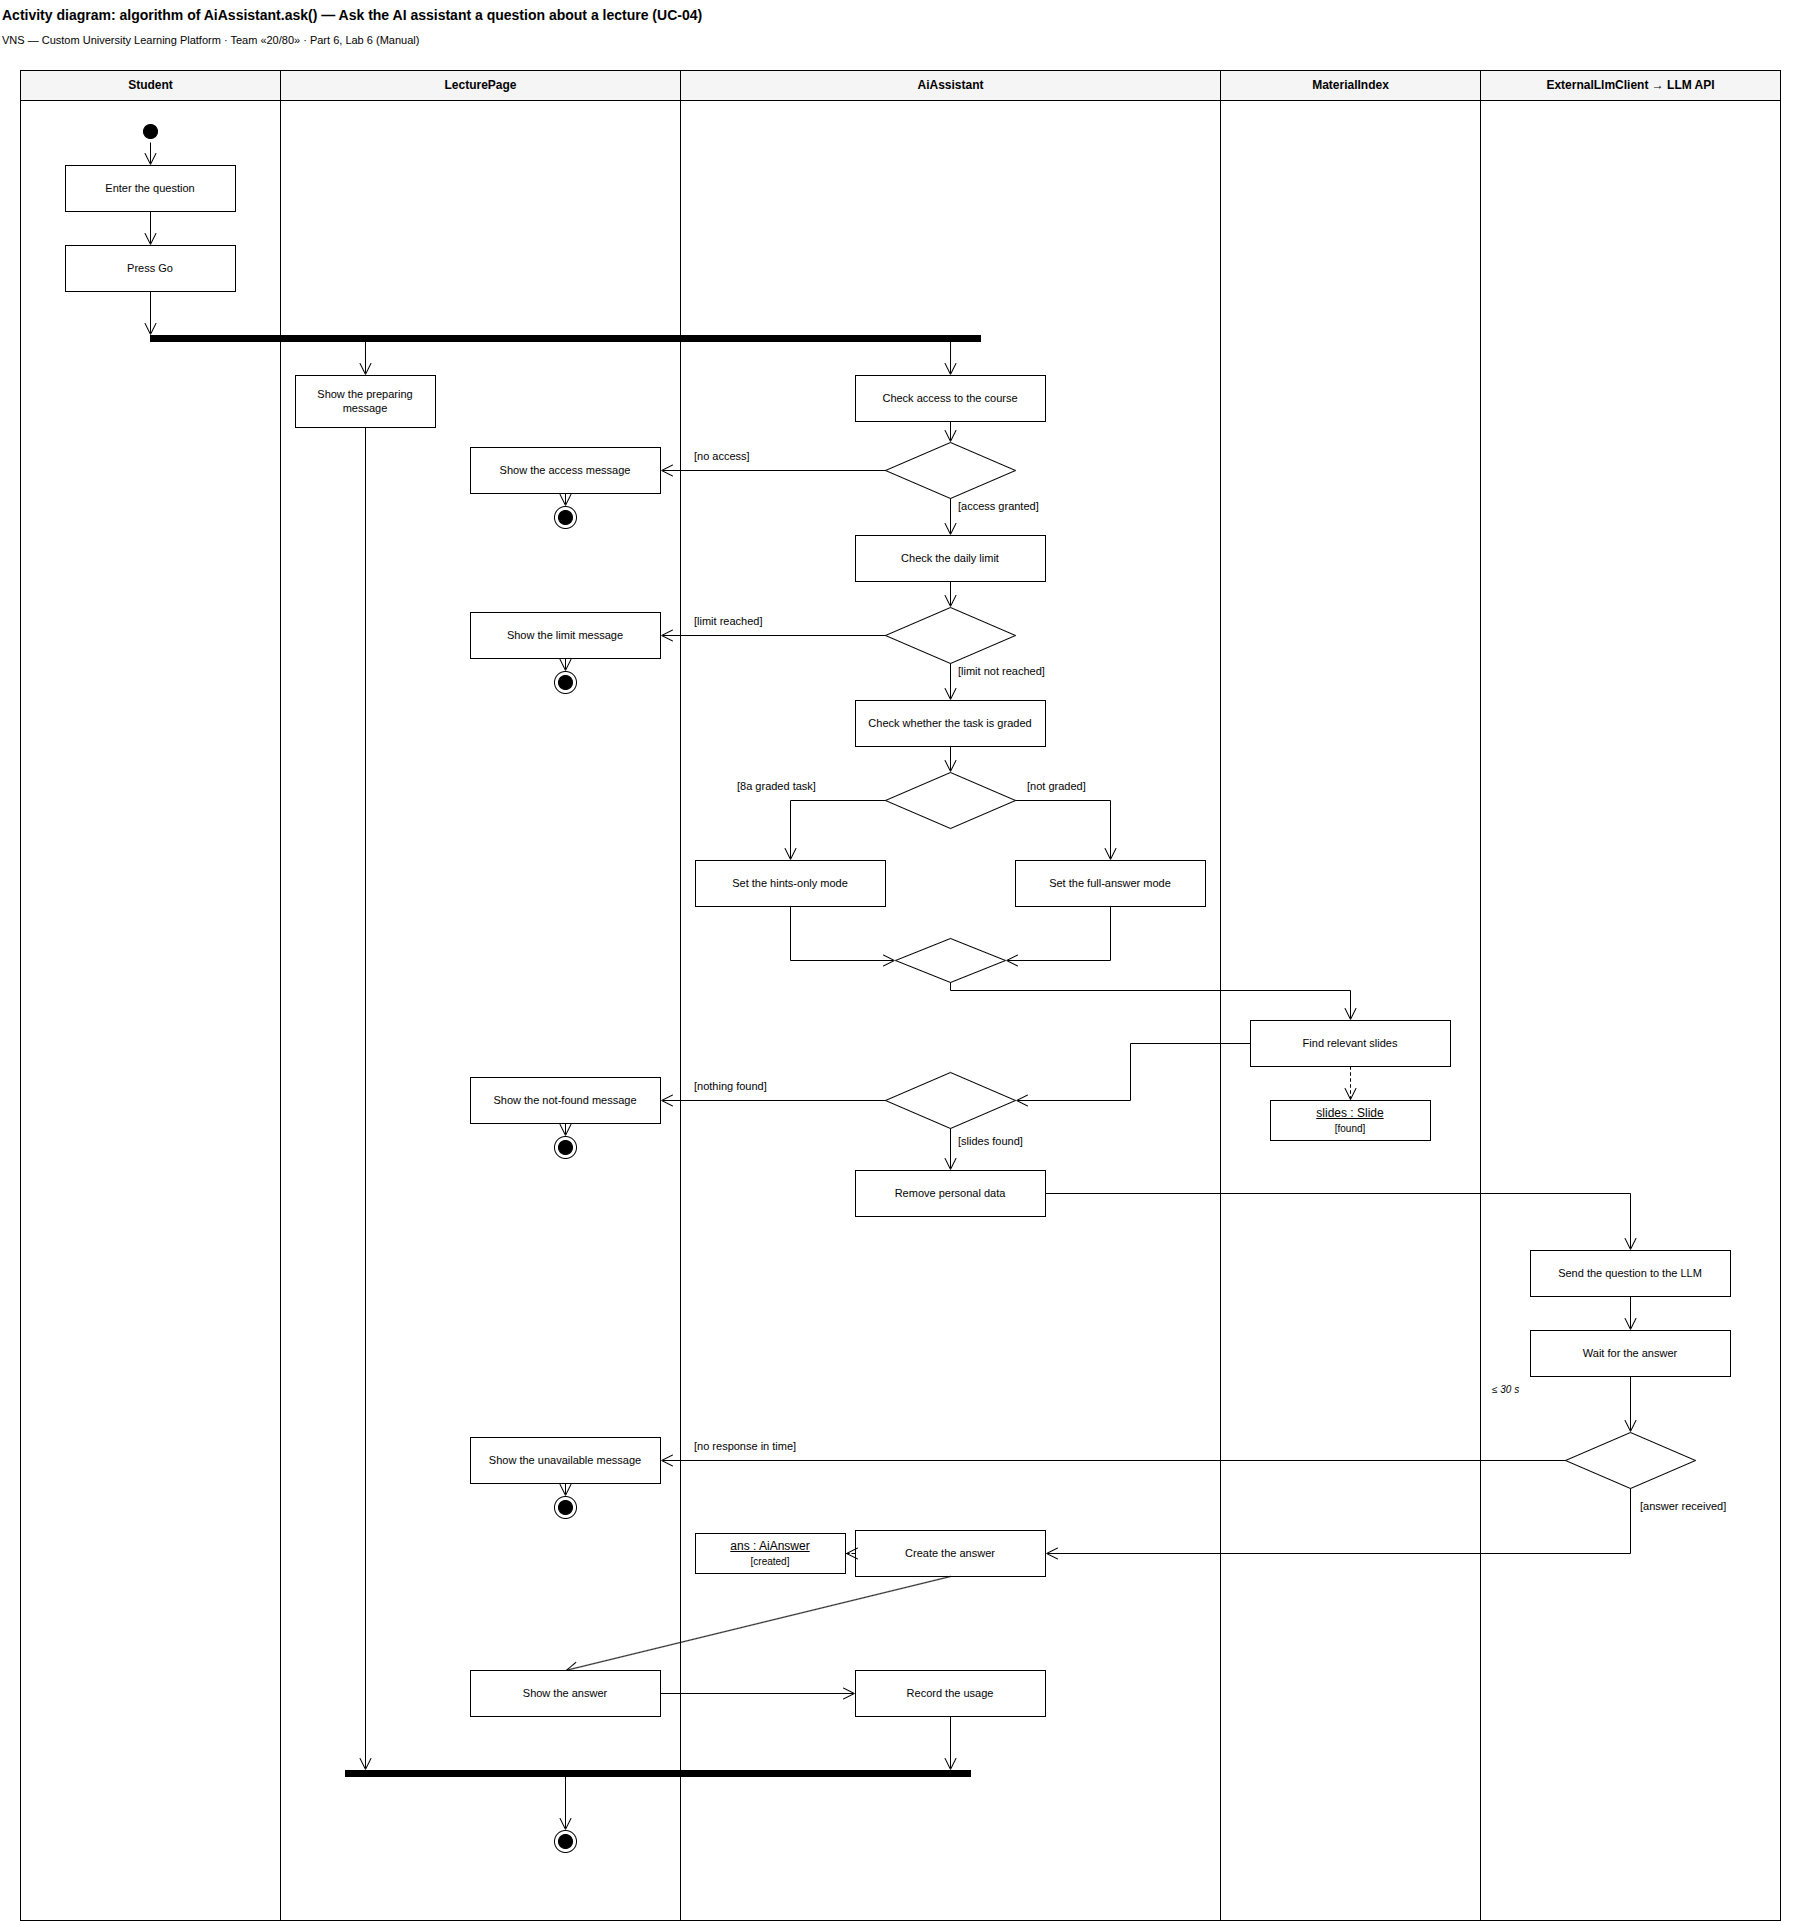 Activity diagram: algorithm of AiAssistant.ask() — Ask the AI assistant a question about a lecture (UC-04)
VNS — Custom University Learning Platform · Team «20/80» · Part 6, Lab 6 (Manual)
Student
LecturePage
AiAssistant
MaterialIndex
ExternalLlmClient → LLM API
Enter the question
Press Go
Show the preparing
message
Check access to the course
[no access]
Show the access message
[access granted]
Check the daily limit
[limit reached]
Show the limit message
[limit not reached]
Check whether the task is graded
[8a graded task]
[not graded]
Set the hints-only mode
Set the full-answer mode
Find relevant slides
[nothing found]
Show the not-found message
slides : Slide
[found]
[slides found]
Remove personal data
Send the question to the LLM
Wait for the answer
≤ 30 s
[no response in time]
Show the unavailable message
[answer received]
ans : AiAnswer
[created]
Create the answer
Show the answer
Record the usage